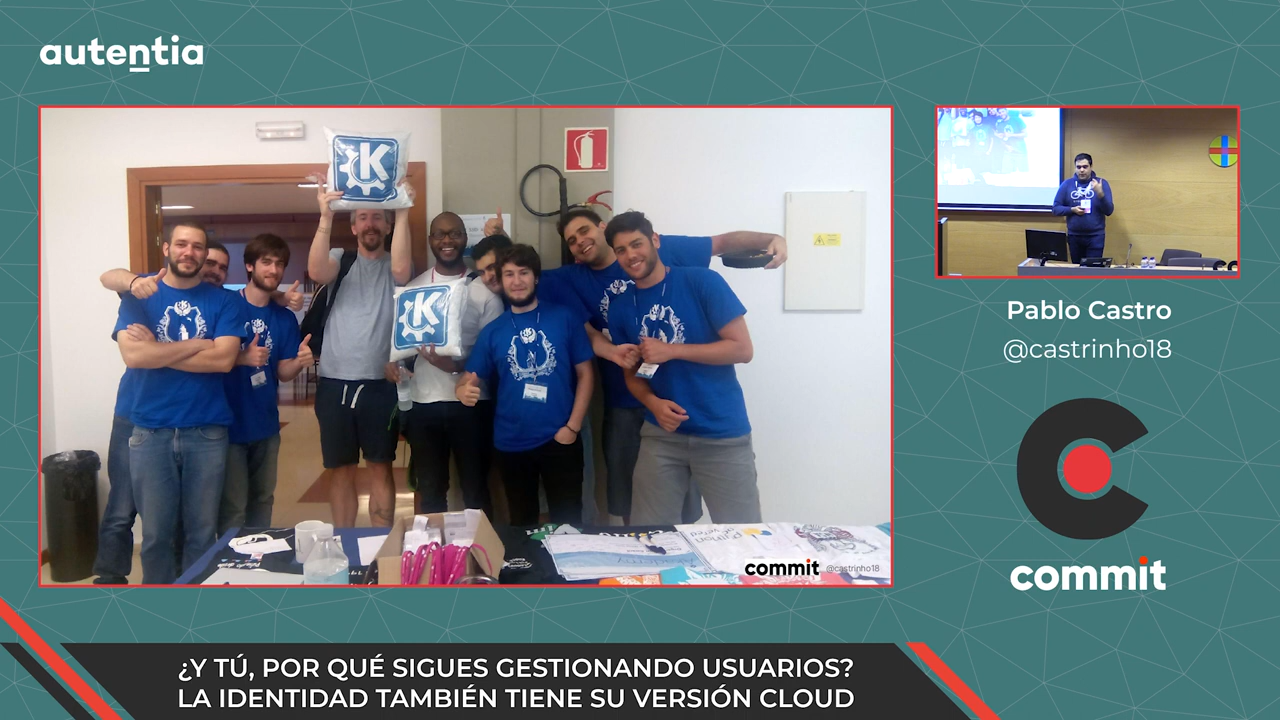 autentia
K
K
commit @castrinho18
Pablo Castro
@castrinho18
commit
¿Y TÚ, POR QUÉ SIGUES GESTIONANDO USUARIOS?
LA IDENTIDAD TAMBIÉN TIENE SU VERSIÓN CLOUD